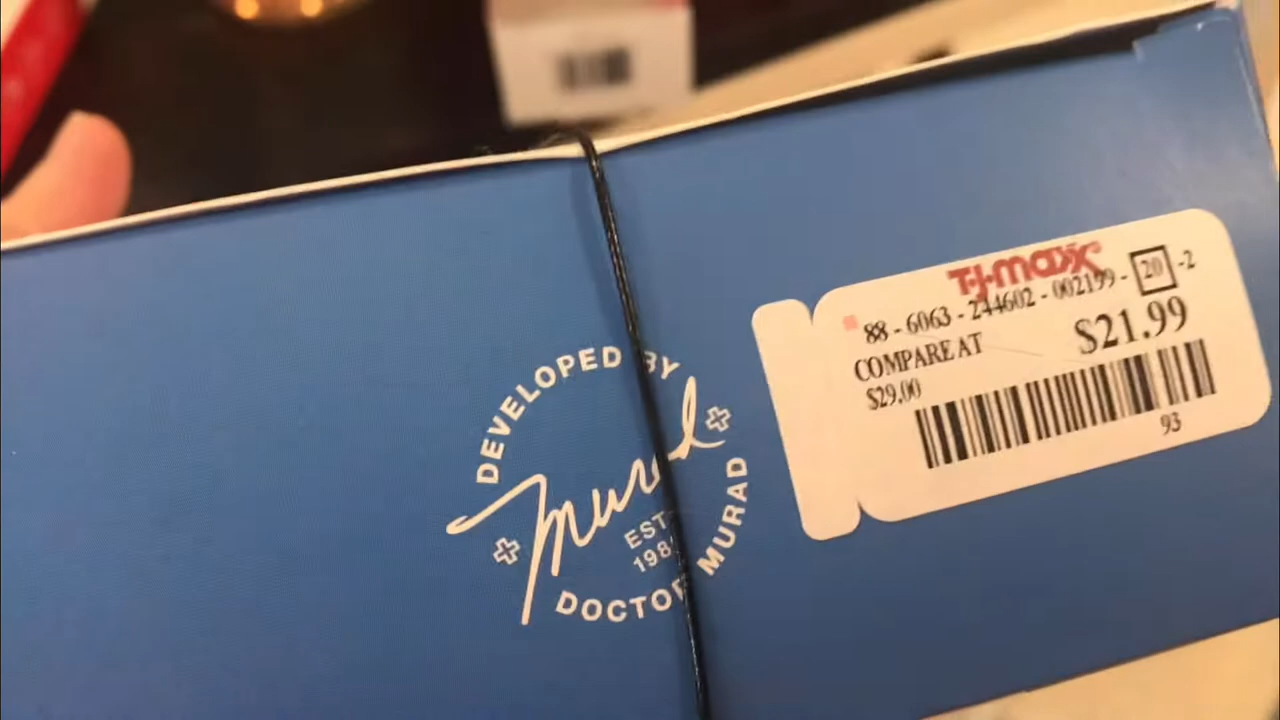 DEVELOPED BY
DOCTOR MURAD
Murad
EST.
198
T·J·maxx
88 - 6063 - 244602 - 002199 - 20 -2
COMPARE AT
$21.99
$29.00
93